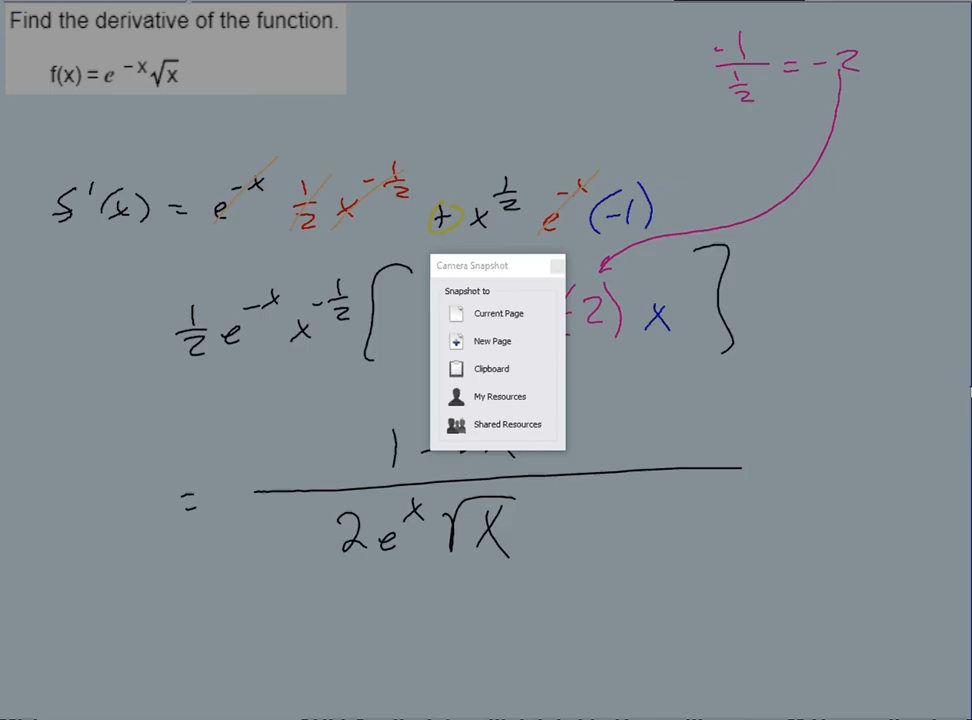 Find the derivative of the function.
f(x) = e^{-x}√x
-1/(1/2) = -2
f'(x) = e^{-x} 1/2 x^{-1/2} + x^{1/2} e^{-x} (-1)
1/2 e^{-x} x^{-1/2} [ 2) x ]
Camera Snapshot
Snapshot to
Current Page
New Page
Clipboard
My Resources
Shared Resources
1 -
=
2e^x √x